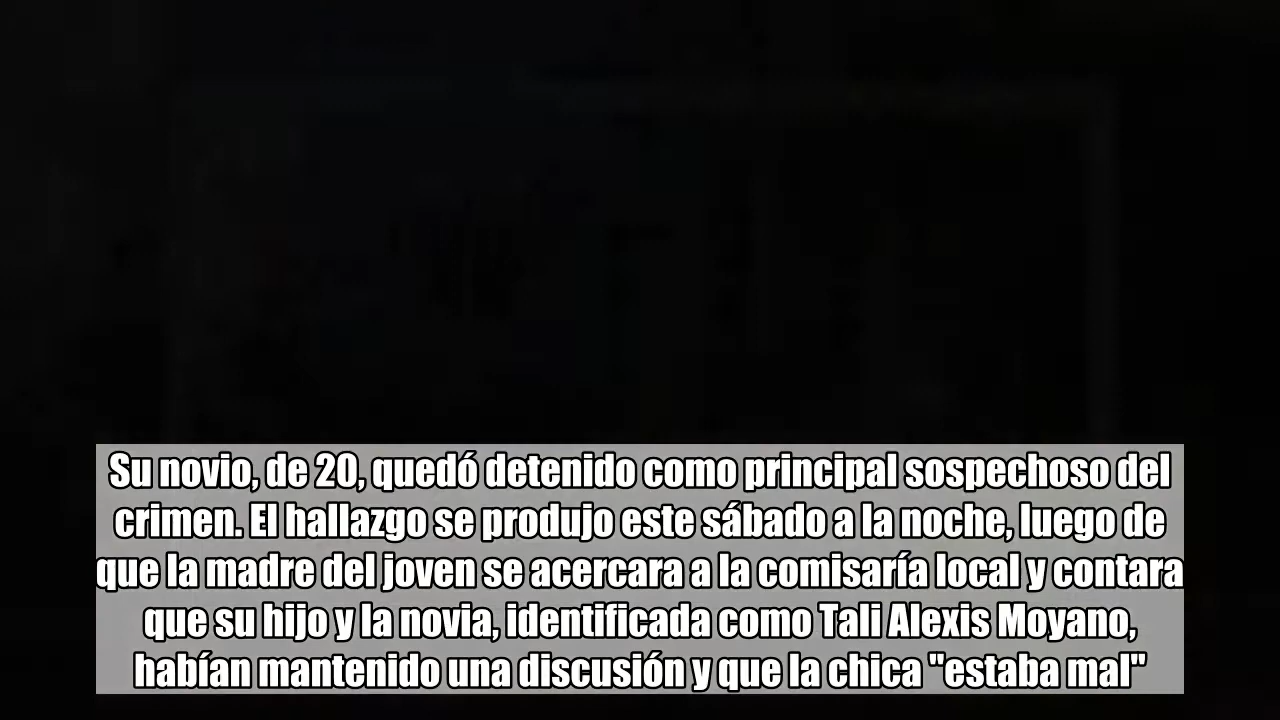 Su novio, de 20, quedó detenido como principal sospechoso del
crimen. El hallazgo se produjo este sábado a la noche, luego de
que la madre del joven se acercara a la comisaría local y contara
que su hijo y la novia, identificada como Tali Alexis Moyano,
habían mantenido una discusión y que la chica "estaba mal"